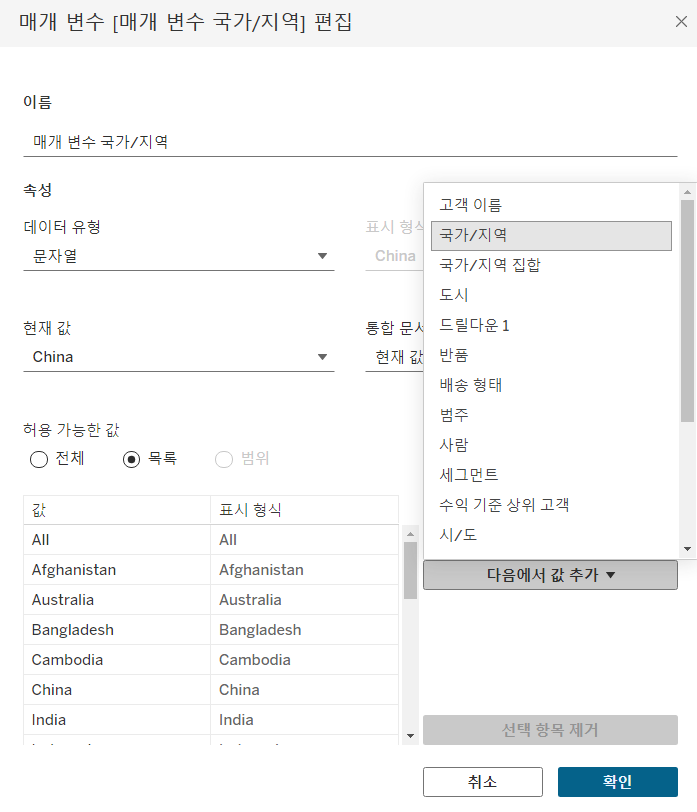 매개 변수 [매개 변수 국가/지역] 편집
이름
매개 변수 국가/지역
속성
데이터 유형
문자열
표시 형식
China
현재 값
China
통합 문서
현재 값
허용 가능한 값
전체
목록
범위
값 표시 형식
All All
Afghanistan Afghanistan
Australia Australia
Bangladesh Bangladesh
Cambodia Cambodia
China China
India India
고객 이름
국가/지역
국가/지역 집합
도시
드릴다운 1
반품
배송 형태
범주
사람
세그먼트
수익 기준 상위 고객
시/도
다음에서 값 추가
선택 항목 제거
취소
확인